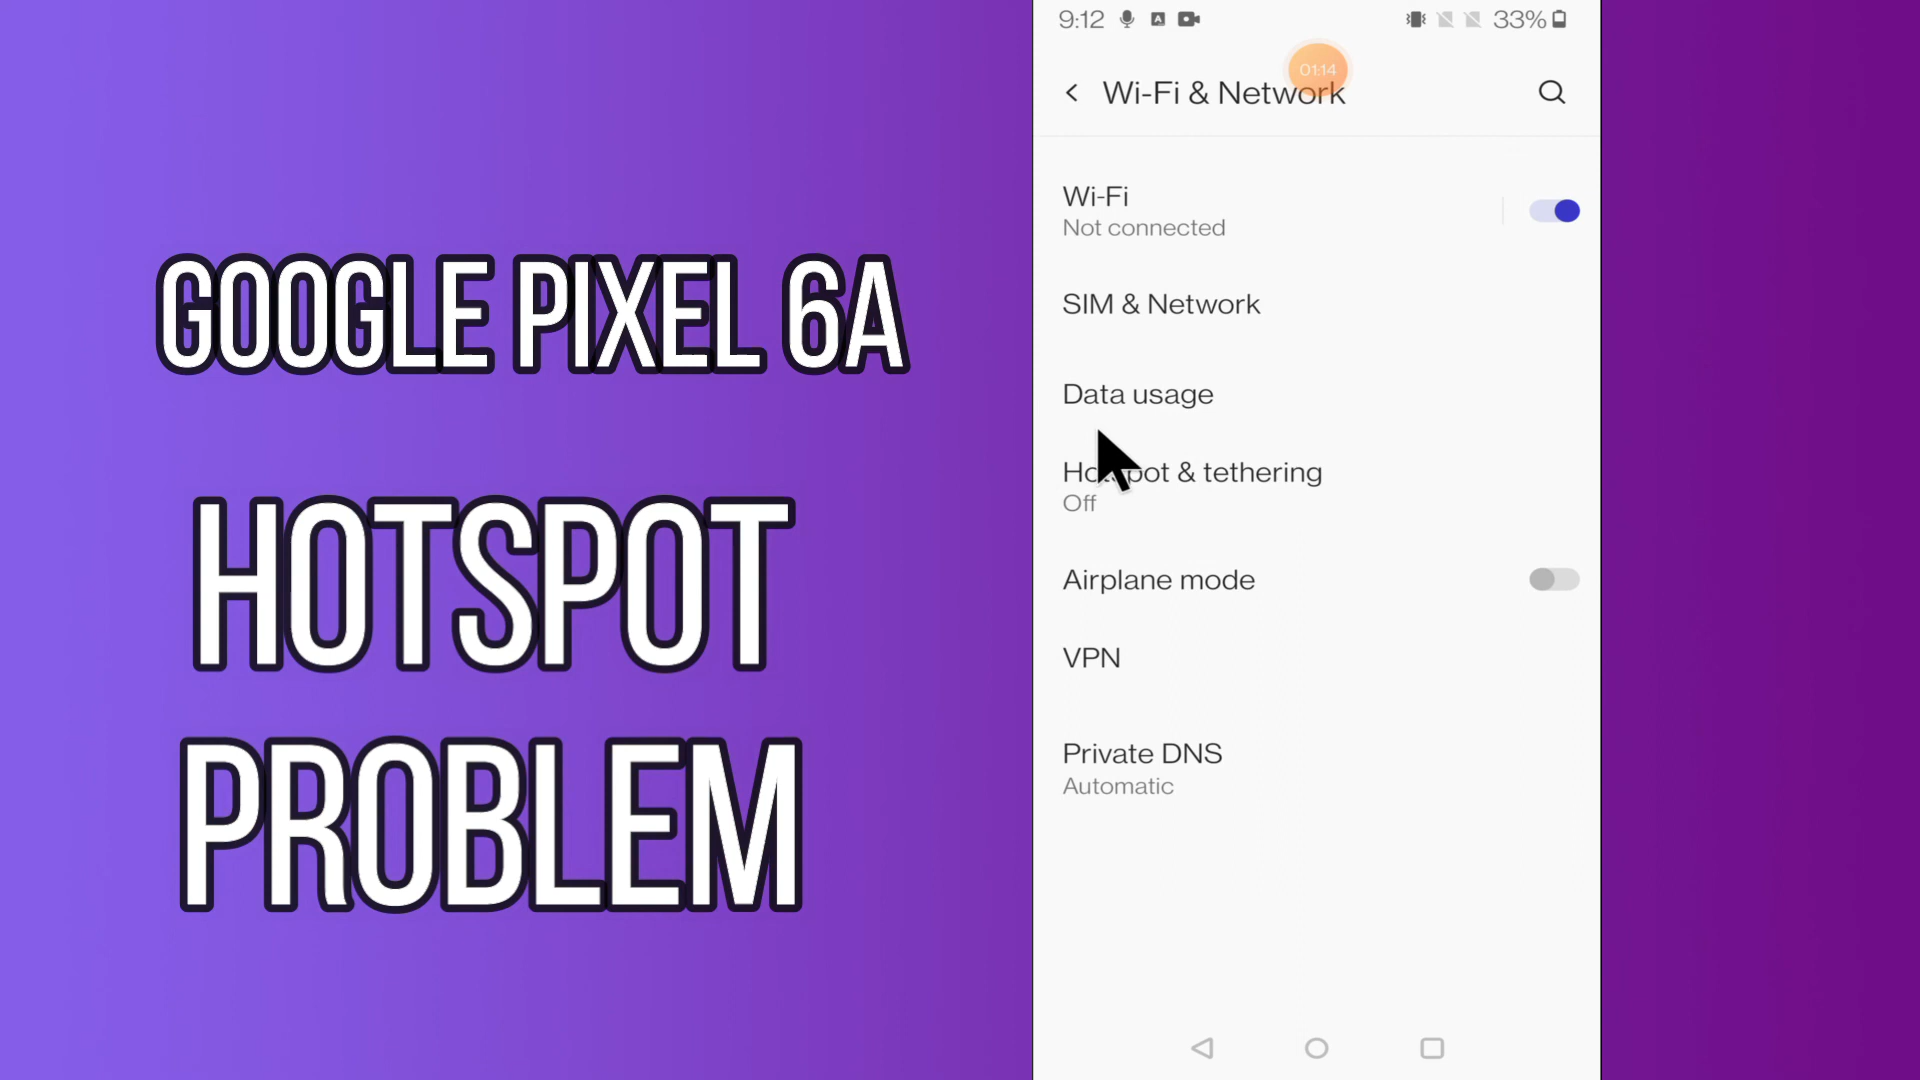 GOOGLE PIXEL 6A
HOTSPOT
PROBLEM
9:12
33%
01:14
Wi-Fi & Network
Wi-Fi
Not connected
SIM & Network
Data usage
Hotspot & tethering
Off
Airplane mode
VPN
Private DNS
Automatic